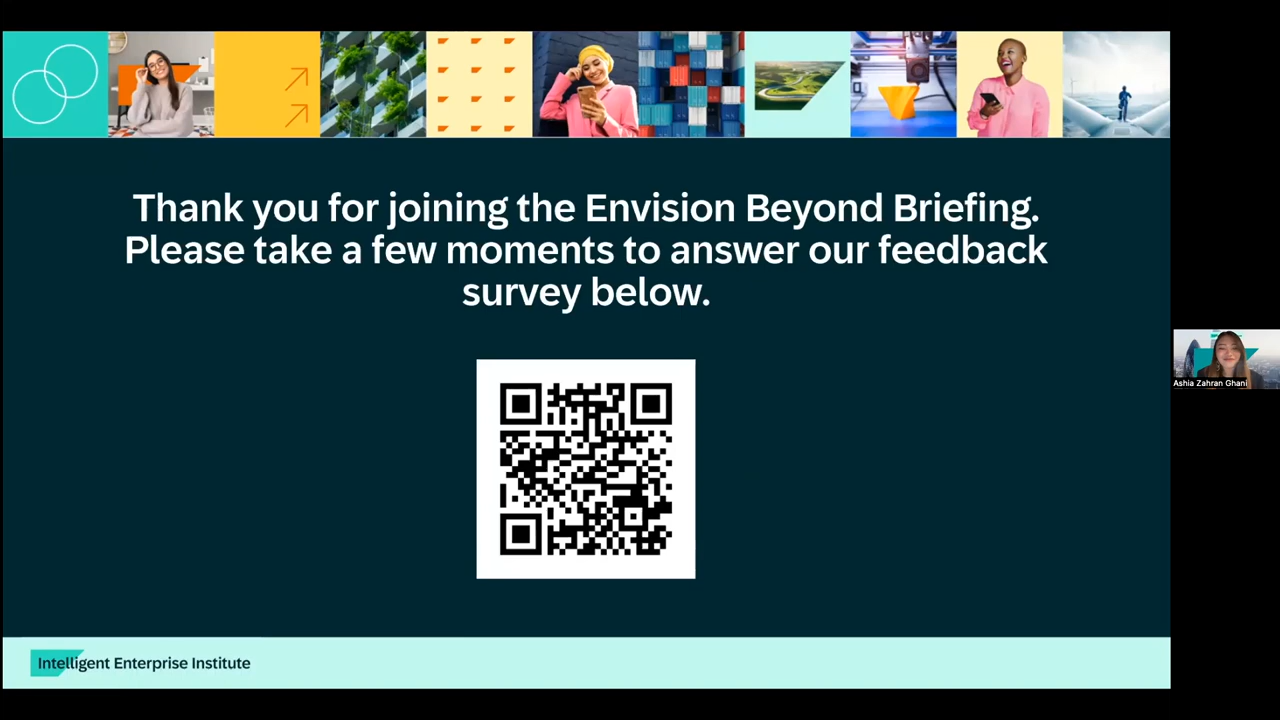 Thank you for joining the Envision Beyond Briefing.
Please take a few moments to answer our feedback
survey below.
Ashia Zahran Ghani
Intelligent Enterprise Institute